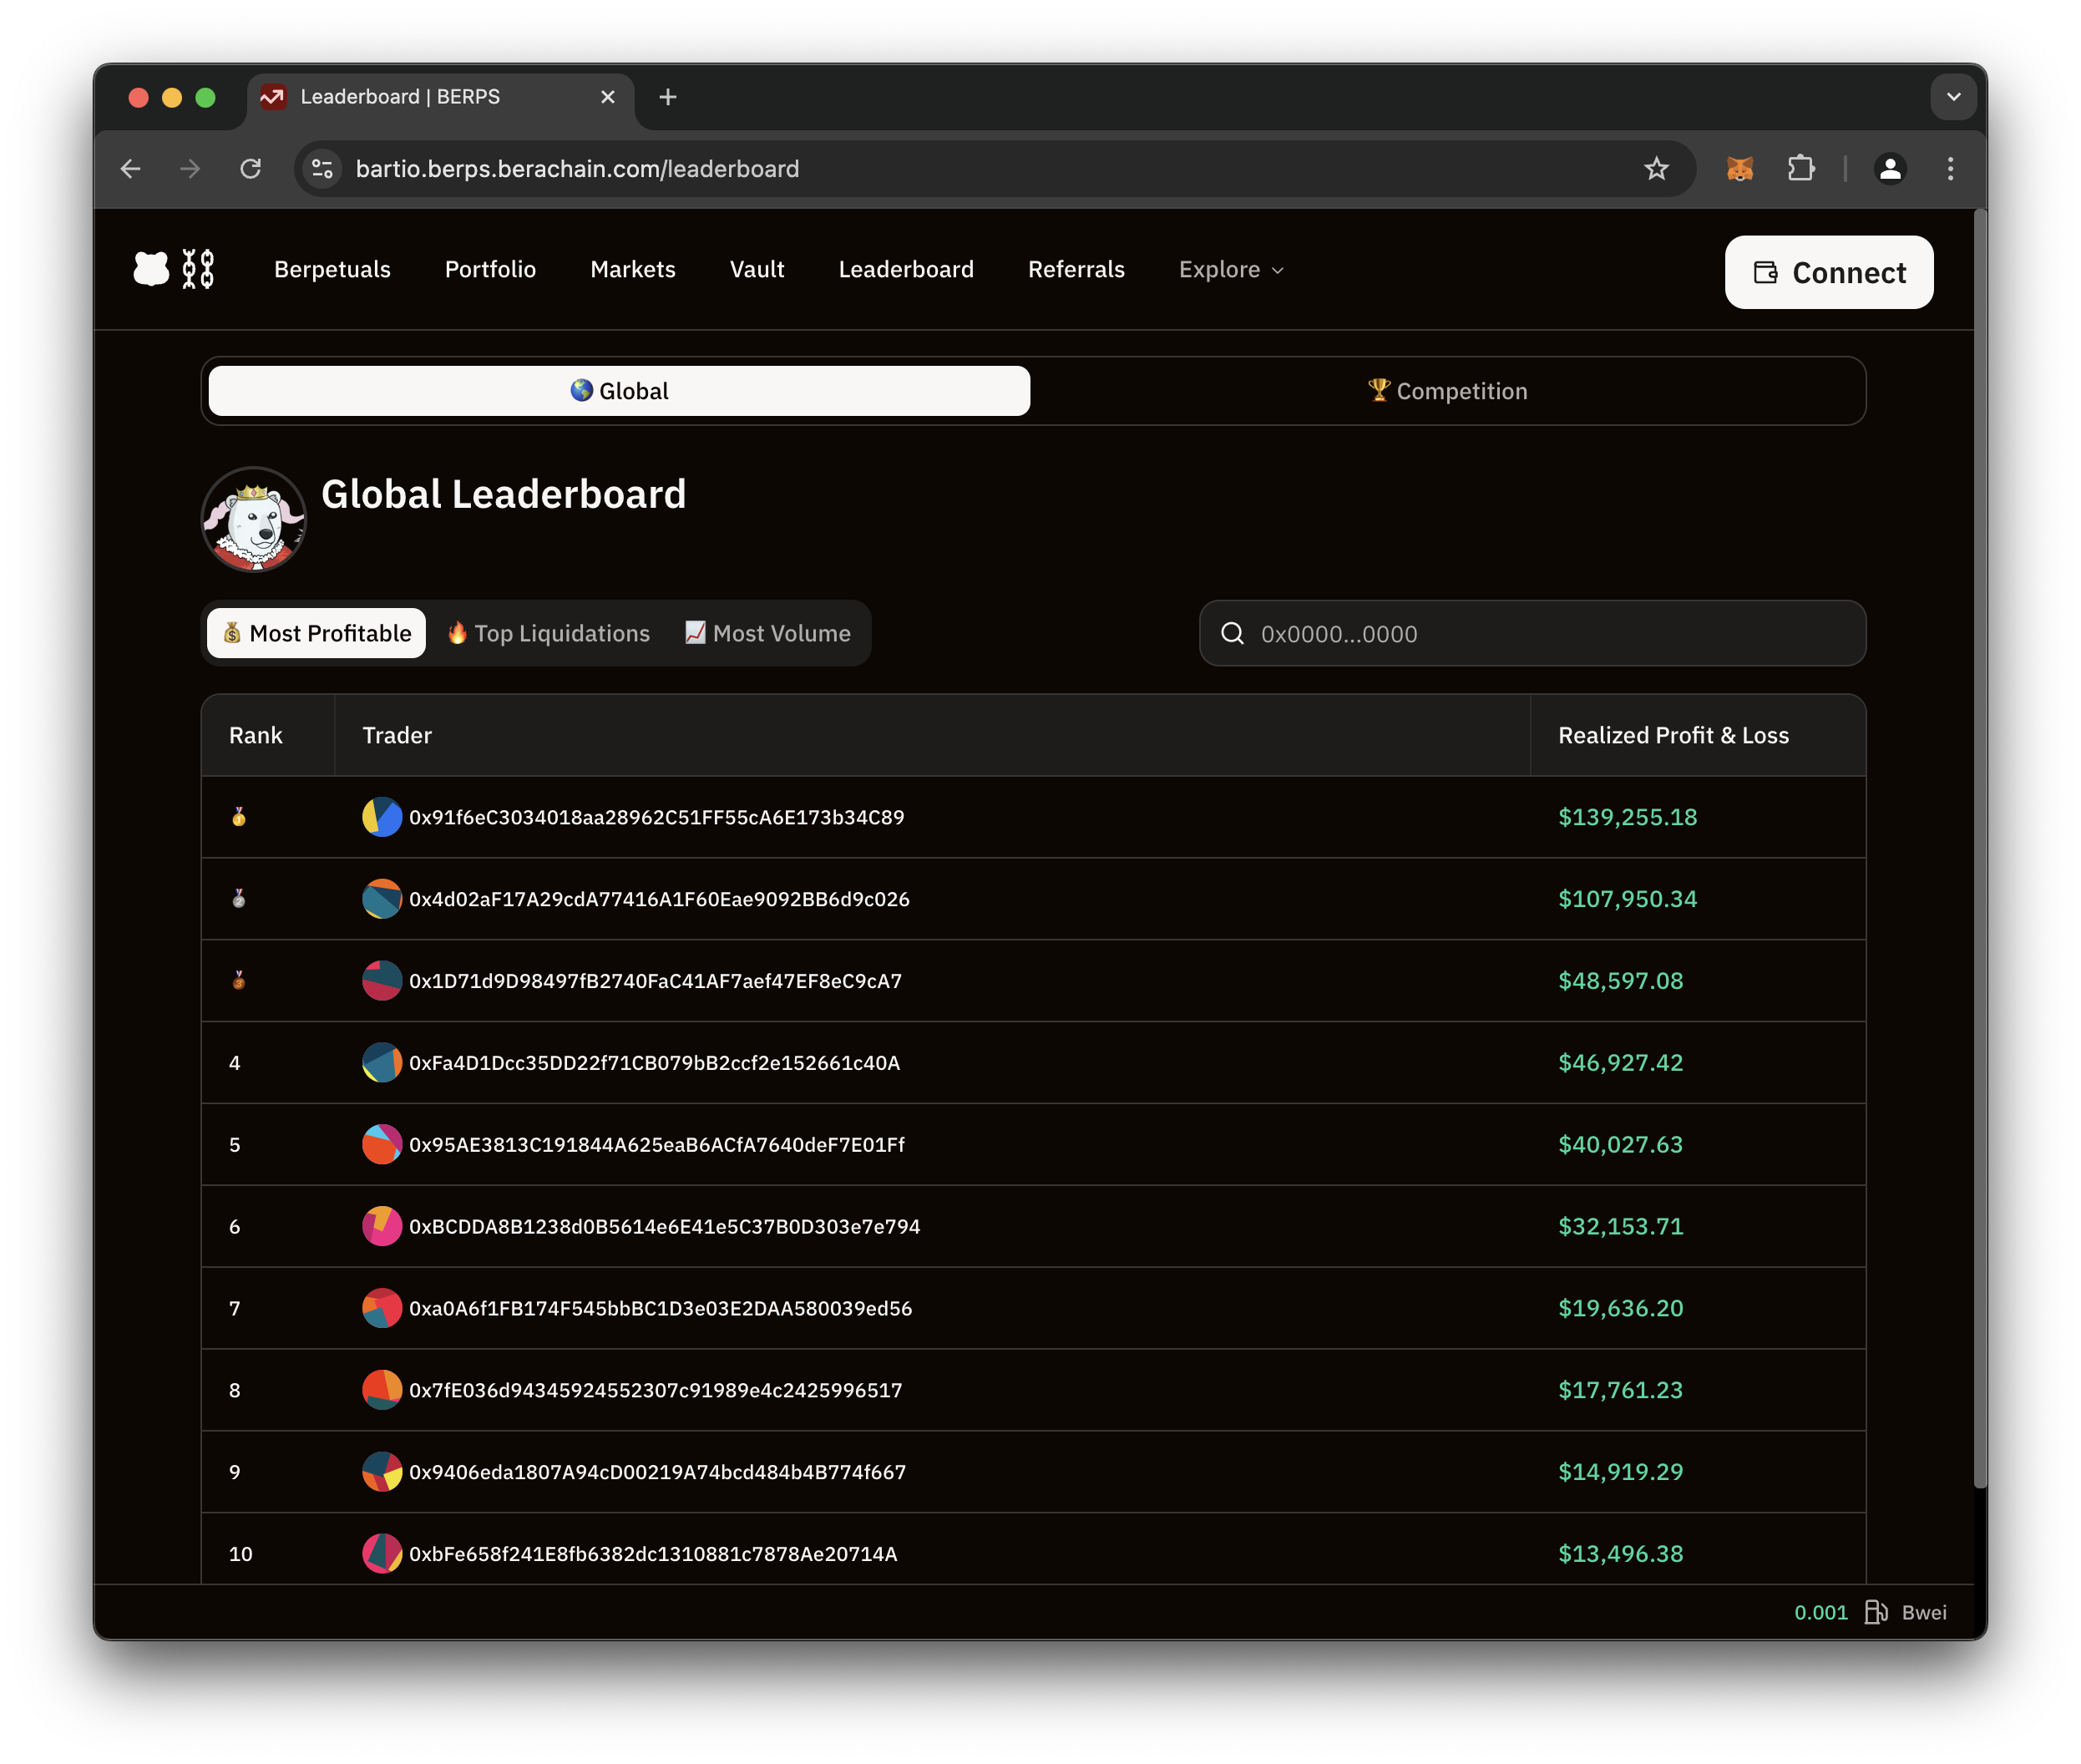 Leaderboard | BERPS
bartio.berps.berachain.com/leaderboard
Berpetuals Portfolio Markets Vault Leaderboard Referrals Explore Connect
🌎 Global 🏆 Competition
Global Leaderboard
💰 Most Profitable 🔥 Top Liquidations 📈 Most Volume 0x0000...0000
Rank Trader Realized Profit & Loss
🥇 0x91f6eC3034018aa28962C51FF55cA6E173b34C89 $139,255.18
🥈 0x4d02aF17A29cdA77416A1F60Eae9092BB6d9c026 $107,950.34
🥉 0x1D71d9D98497fB2740FaC41AF7aef47EF8eC9cA7 $48,597.08
4 0xFa4D1Dcc35DD22f71CB079bB2ccf2e152661c40A $46,927.42
5 0x95AE3813C191844A625eaB6ACfA7640deF7E01Ff $40,027.63
6 0xBCDDA8B1238d0B5614e6E41e5C37B0D303e7e794 $32,153.71
7 0xa0A6f1FB174F545bbBC1D3e03E2DAA580039ed56 $19,636.20
8 0x7fE036d94345924552307c91989e4c2425996517 $17,761.23
9 0x9406eda1807A94cD00219A74bcd484b4B774f667 $14,919.29
10 0xbFe658f241E8fb6382dc1310881c7878Ae20714A $13,496.38
0.001 Bwei